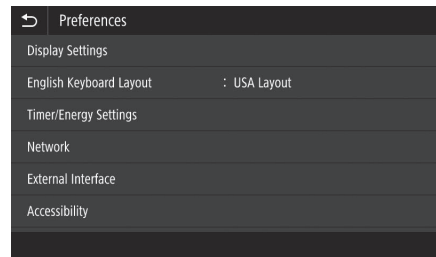 Preferences
Display Settings
English Keyboard Layout : USA Layout
Timer/Energy Settings
Network
External Interface
Accessibility